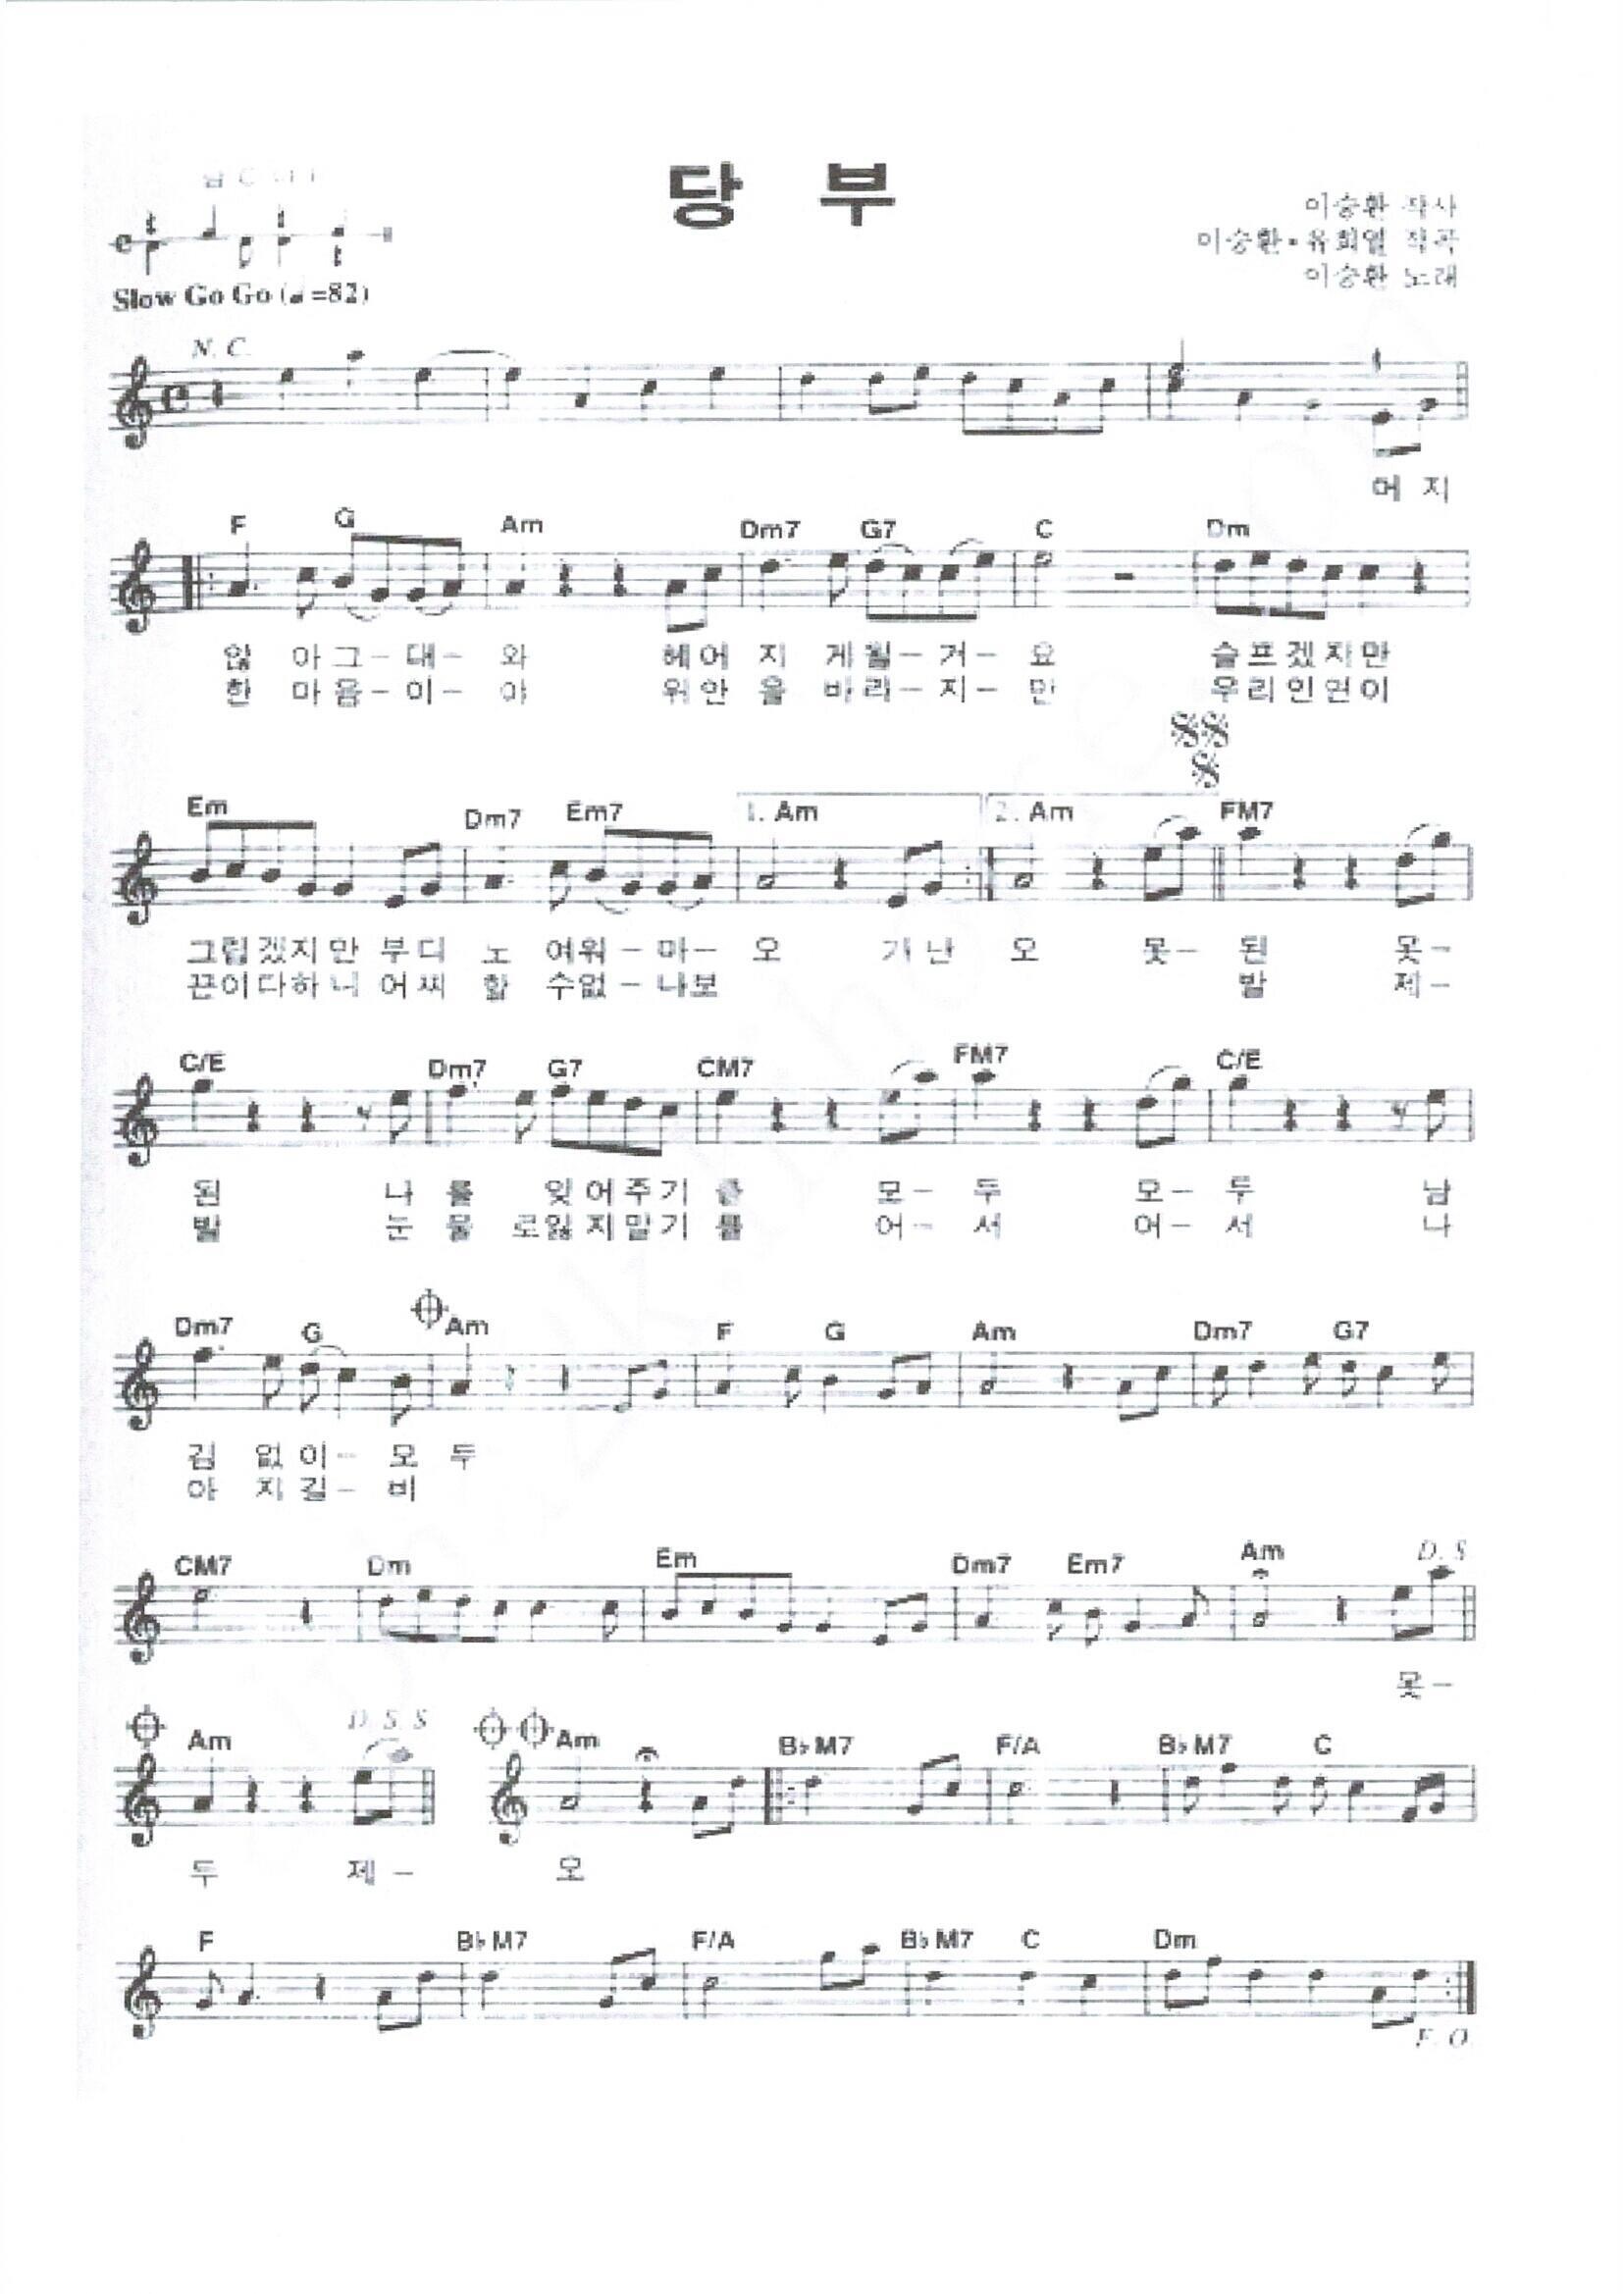 당 부
이승환 작사
이승환·유희열 작곡
이승환 노래
Slow Go Go (♩=82)
N. C.
머 지
F G Am Dm7 G7 C Dm
않 아 그 - 대 - 와 헤 어 지 게 될 - 거 - 요 슬 프 겠 지 만
한 마 음 - 이 - 야 위 안 을 바 라 - 지 - 만 우 리 인 연 이
Em Dm7 Em7 1. Am 2. Am FM7
그 립 겠 지 만 부 디 노 여 워 - 마 - 오 가 난 오 못 - 된 못 -
끈 이 다 하 니 어 찌 할 수 없 - 나 보 발 제 -
C/E Dm7 G7 CM7 FM7 C/E
된 나 를 잊 어 주 기 를 모 - 두 모 - 두 남
발 눈 물 로 잃 지 말 기 를 어 - 서 어 - 서 나
Dm7 G Am F G Am Dm7 G7
김 없 이 - 모 두
아 지 길 - 비
CM7 Dm Em Dm7 Em7 Am D. S
못 -
Am D. S. S Am B♭M7 F/A B♭M7 C
두 제 - 오
F B♭M7 F/A B♭M7 C Dm
F. O